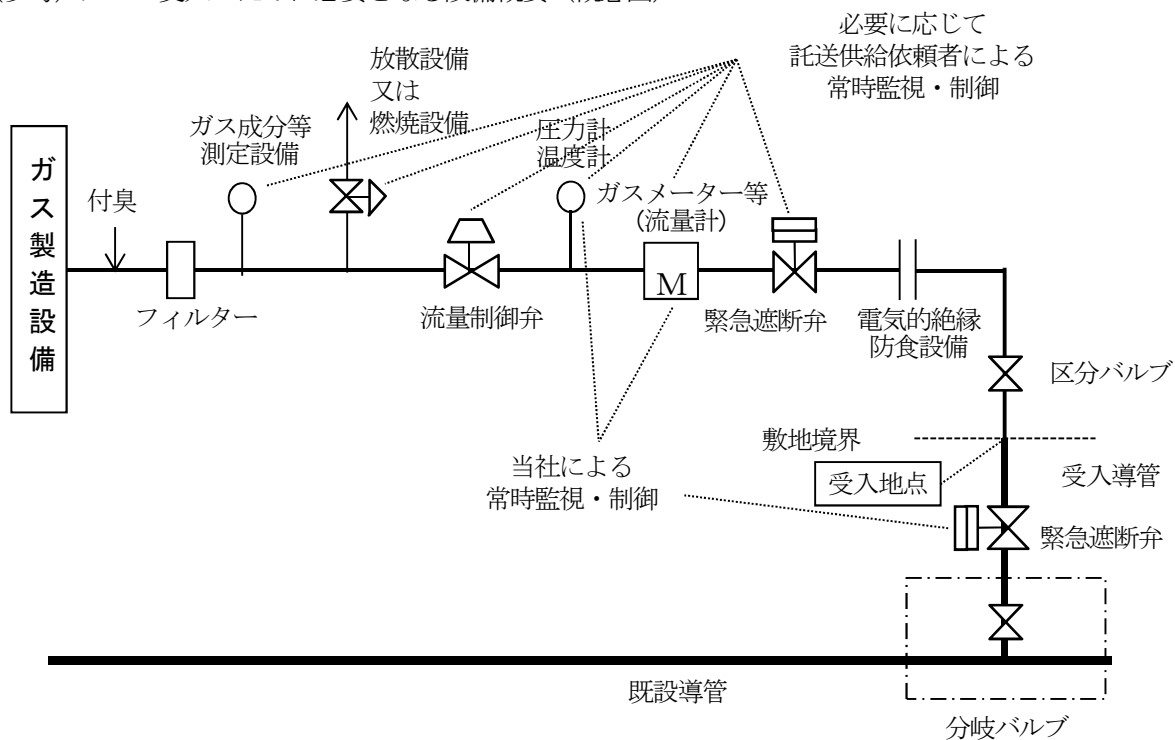 必要に応じて
託送供給依頼者による
常時監視・制御
放散設備
又は
燃焼設備
ガス成分等
測定設備
圧力計
温度計
ガスメーター等
（流量計）
ガス製造設備
付臭
M
フィルター
流量制御弁
緊急遮断弁
電気的絶縁
防食設備
区分バルブ
敷地境界
当社による
常時監視・制御
受入地点
受入導管
緊急遮断弁
既設導管
分岐バルブ